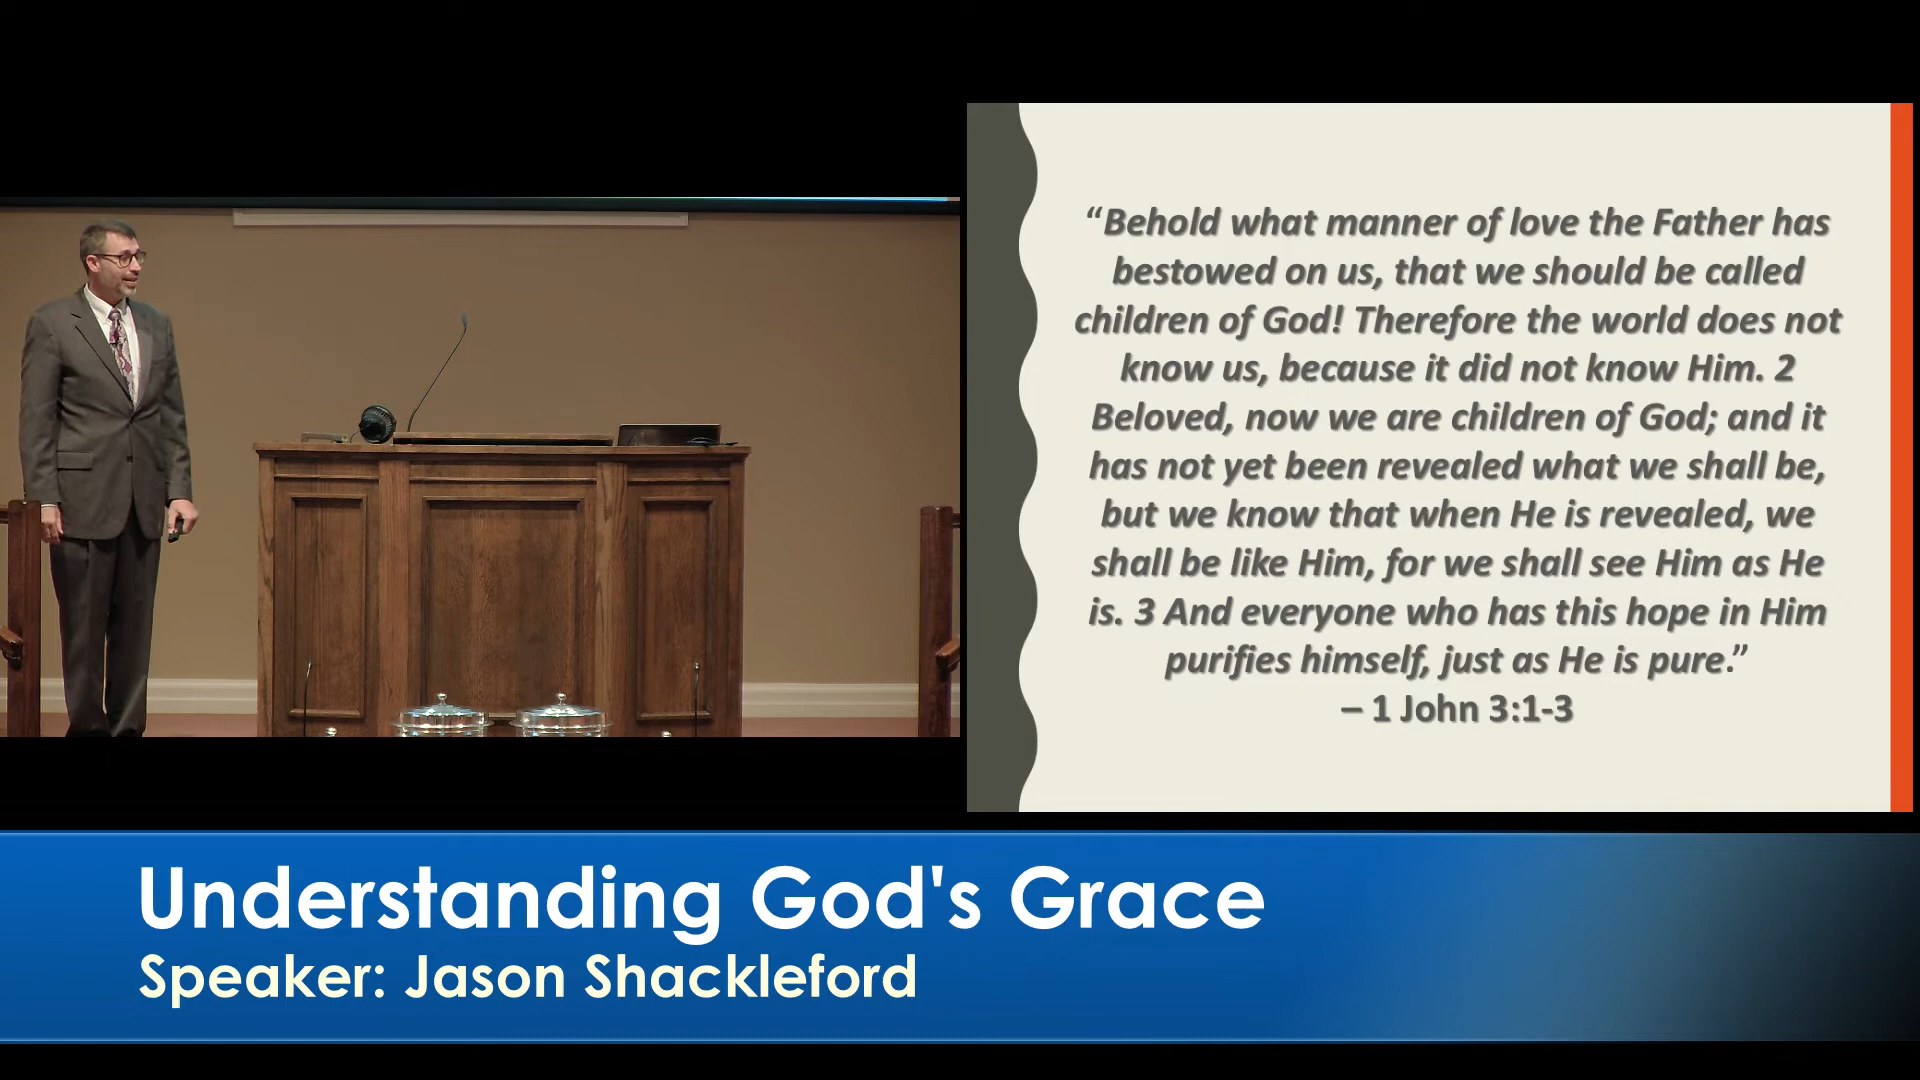 “Behold what manner of love the Father has
bestowed on us, that we should be called
children of God! Therefore the world does not
know us, because it did not know Him. 2
Beloved, now we are children of God; and it
has not yet been revealed what we shall be,
but we know that when He is revealed, we
shall be like Him, for we shall see Him as He
is. 3 And everyone who has this hope in Him
purifies himself, just as He is pure.”
– 1 John 3:1-3
Understanding God's Grace
Speaker: Jason Shackleford